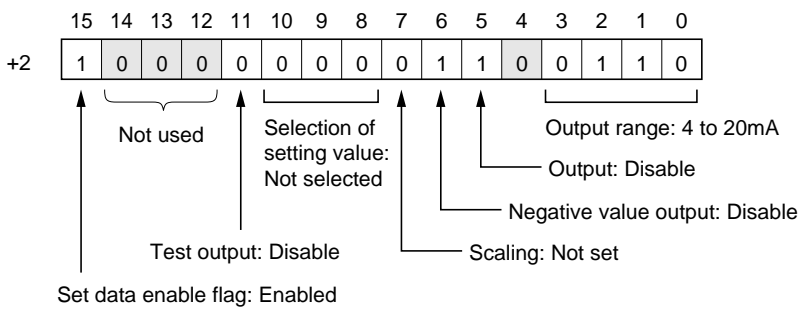 15 14 13 12 11 10 9 8 7 6 5 4 3 2 1 0
+2 1 0 0 0 0 0 0 0 0 1 1 0 0 1 1 0
Not used
Selection of
setting value:
Not selected
Output range: 4 to 20mA
Output: Disable
Negative value output: Disable
Test output: Disable
Scaling: Not set
Set data enable flag: Enabled